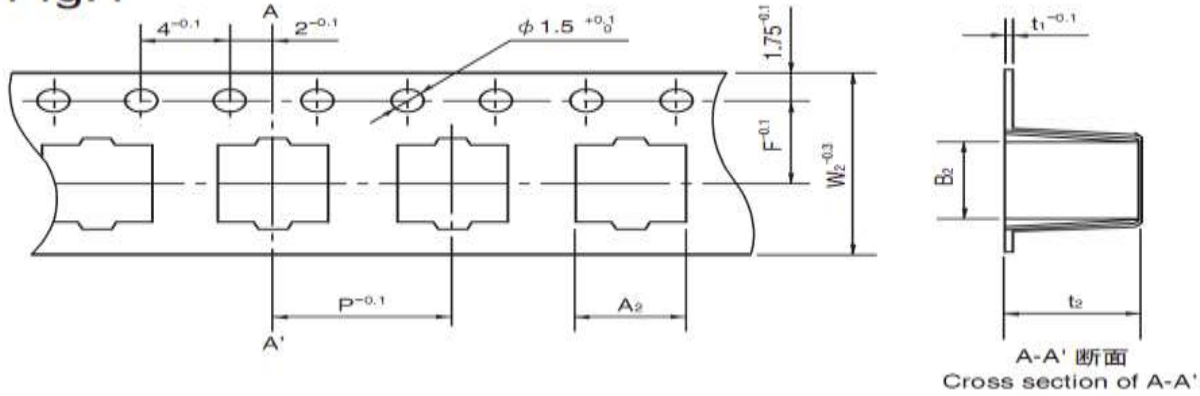 4-0.1
A
2-0.1
φ 1.5 +0.1 0
1.75-0.1
F-0.1
W2-0.3
P-0.1
A2
A'
t1-0.1
B2
t2
A-A' 断面
Cross section of A-A'